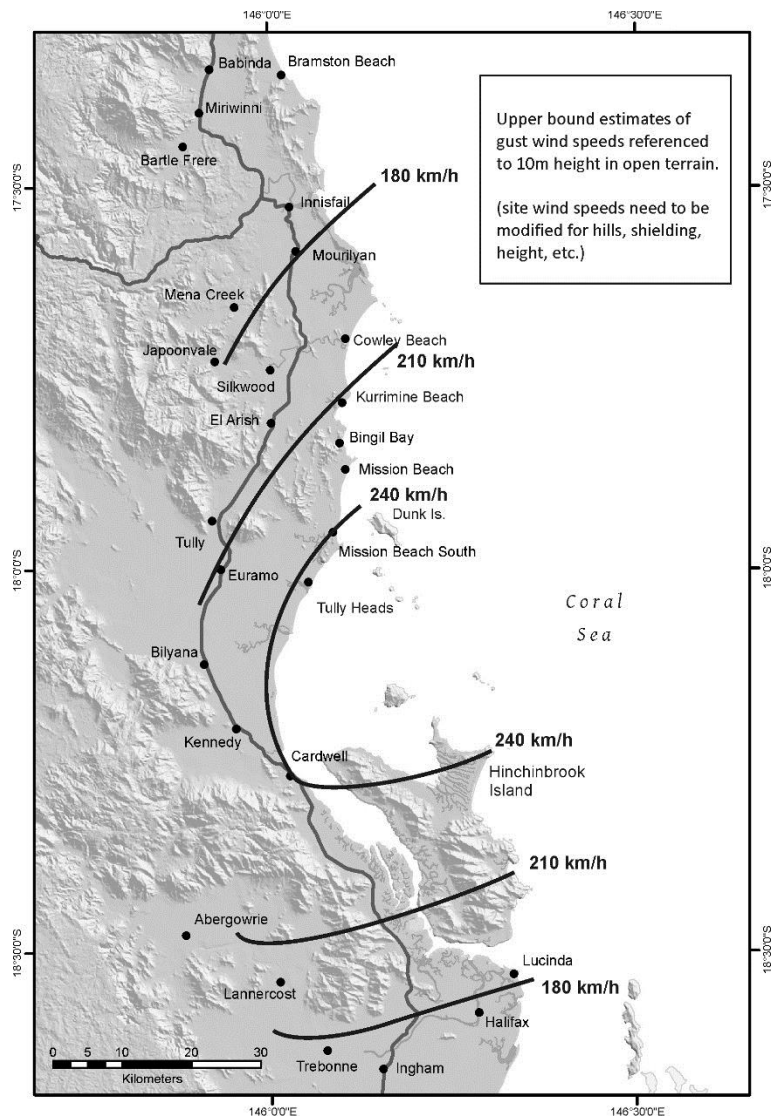 146°0'0"E
146°30'0"E
Babinda
Bramston Beach
Miriwinni
Bartle Frere
Upper bound estimates of
gust wind speeds referenced
to 10m height in open terrain.
(site wind speeds need to be
modified for hills, shielding,
height, etc.)
17°30'0"S
17°30'0"S
180 km/h
Innisfail
Mourilyan
Mena Creek
Cowley Beach
Japoonvale
210 km/h
Silkwood
Kurrimine Beach
El Arish
Bingil Bay
Mission Beach
240 km/h
Dunk Is.
Tully
Mission Beach South
18°0'0"S
18°0'0"S
Euramo
Tully Heads
Coral
Sea
Bilyana
Kennedy
Cardwell
240 km/h
Hinchinbrook
Island
210 km/h
Abergowrie
18°30'0"S
18°30'0"S
Lucinda
Lannercost
180 km/h
Halifax
Trebonne
Ingham
0 5 10 20 30
Kilometers
146°0'0"E
146°30'0"E